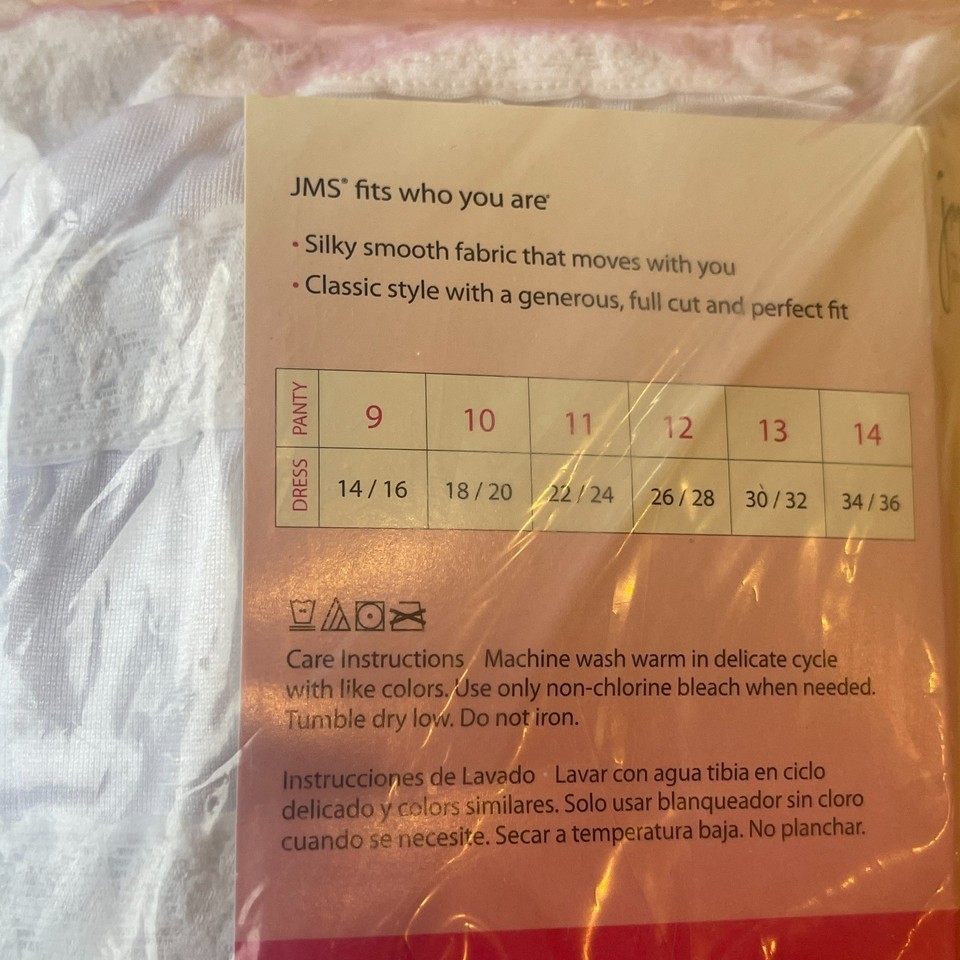 JMS® fits who you are
• Silky smooth fabric that moves with you
• Classic style with a generous, full cut and perfect fit
PANTY 9 10 11 12 13 14
DRESS 14 / 16 18 / 20 22 / 24 26 / 28 30 / 32 34 / 36
Care Instructions Machine wash warm in delicate cycle
with like colors. Use only non-chlorine bleach when needed.
Tumble dry low. Do not iron.
Instrucciones de Lavado · Lavar con agua tibia en ciclo
delicado y colors similares. Solo usar blanqueador sin cloro
cuando se necesite. Secar a temperatura baja. No planchar.